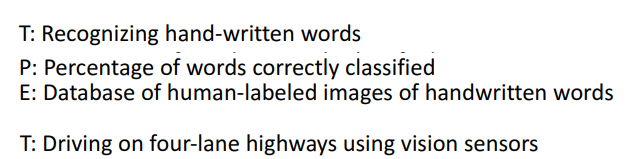 T: Recognizing hand-written words
P: Percentage of words correctly classified
E: Database of human-labeled images of handwritten words
T: Driving on four-lane highways using vision sensors